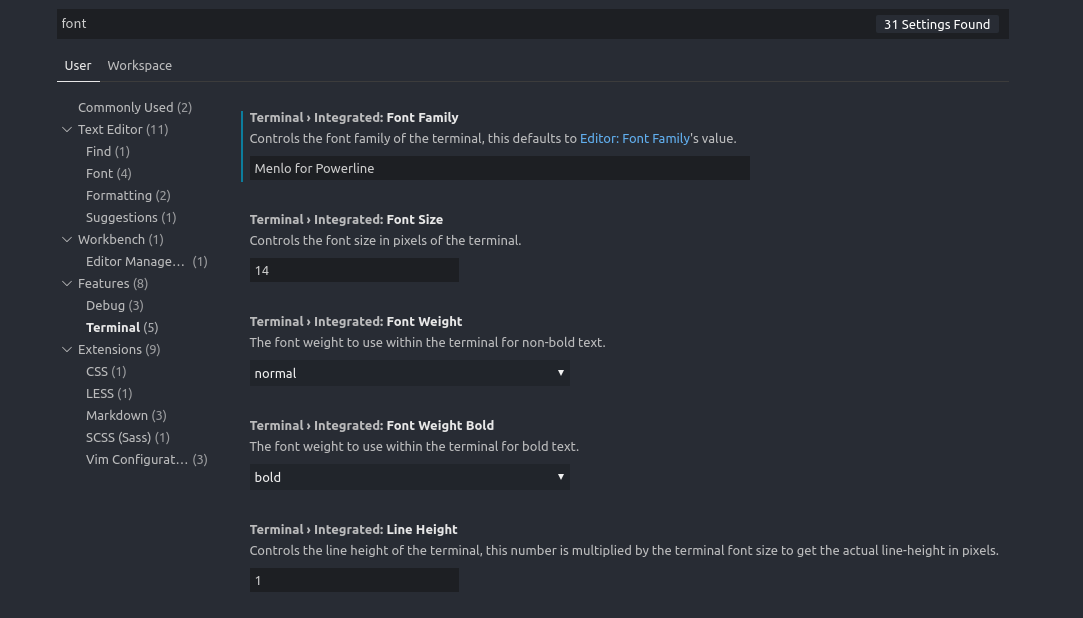 font
31 Settings Found
User Workspace
Commonly Used (2)
Text Editor (11)
Find (1)
Font (4)
Formatting (2)
Suggestions (1)
Workbench (1)
Editor Manage... (1)
Features (8)
Debug (3)
Terminal (5)
Extensions (9)
CSS (1)
LESS (1)
Markdown (3)
SCSS (Sass) (1)
Vim Configurat... (3)
Terminal › Integrated: Font Family
Controls the font family of the terminal, this defaults to Editor: Font Family's value.
Menlo for Powerline
Terminal › Integrated: Font Size
Controls the font size in pixels of the terminal.
14
Terminal › Integrated: Font Weight
The font weight to use within the terminal for non-bold text.
normal
Terminal › Integrated: Font Weight Bold
The font weight to use within the terminal for bold text.
bold
Terminal › Integrated: Line Height
Controls the line height of the terminal, this number is multiplied by the terminal font size to get the actual line-height in pixels.
1